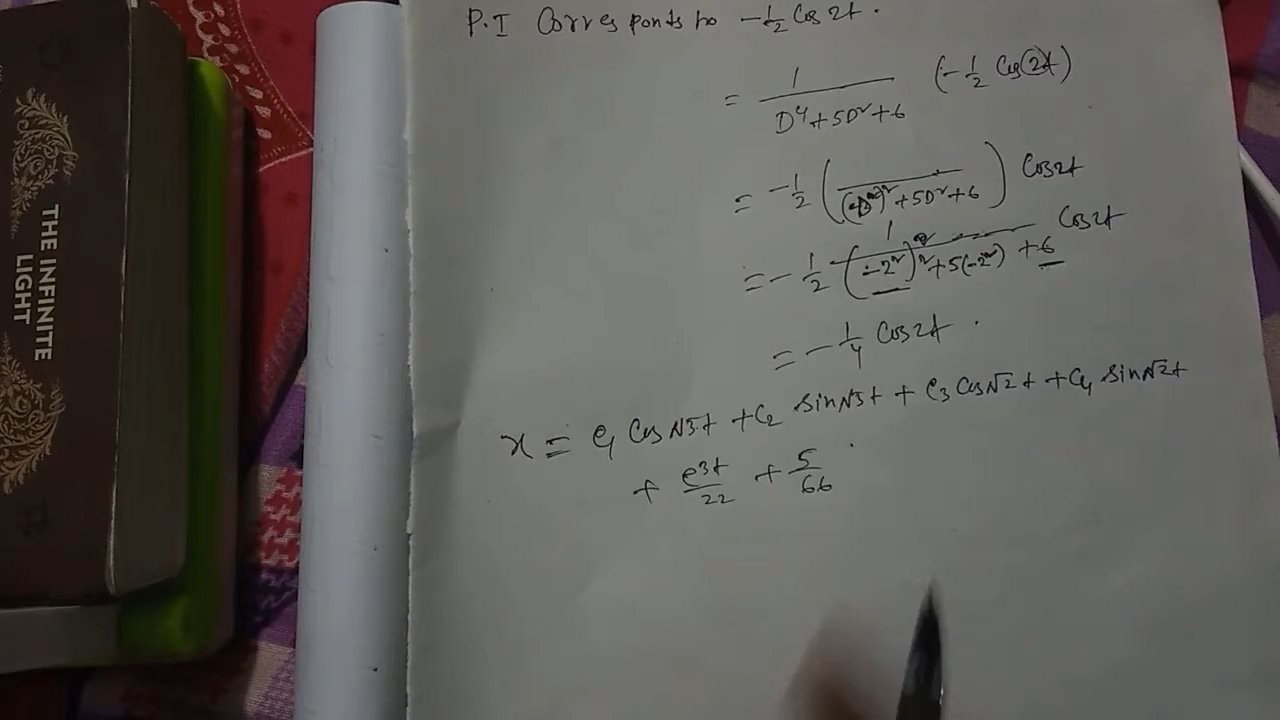 THE INFINITE
LIGHT
P.I Corresponds to -1/2 Cos 2t.
= 1/(D⁴+5D²+6) (-1/2 Cos 2t)
= -1/2 (1/((D²)²+5D²+6)) Cos2t
= -1/2 1/((-2²)²+5(-2²)+6) Cos2t
= -1/4 Cos2t.
x = c₁ Cos√3t + c₂ sin√3t + c₃ Cos√2t + c₄ sin√2t
+ e³ᵗ/22 + 5/66